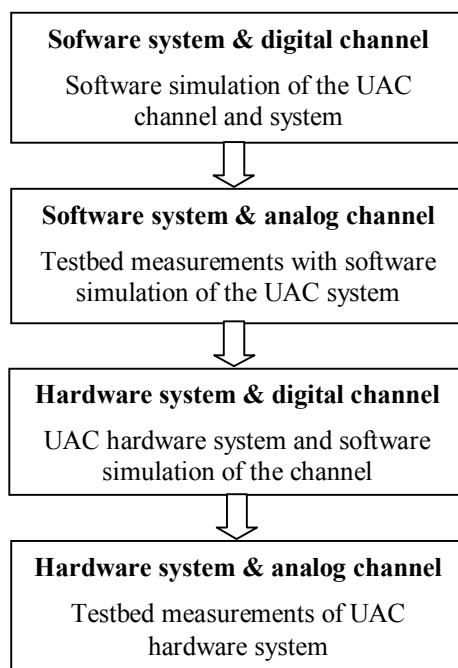 Sofware system & digital channel
Software simulation of the UAC
channel and system
Software system & analog channel
Testbed measurements with software
simulation of the UAC system
Hardware system & digital channel
UAC hardware system and software
simulation of the channel
Hardware system & analog channel
Testbed measurements of UAC
hardware system